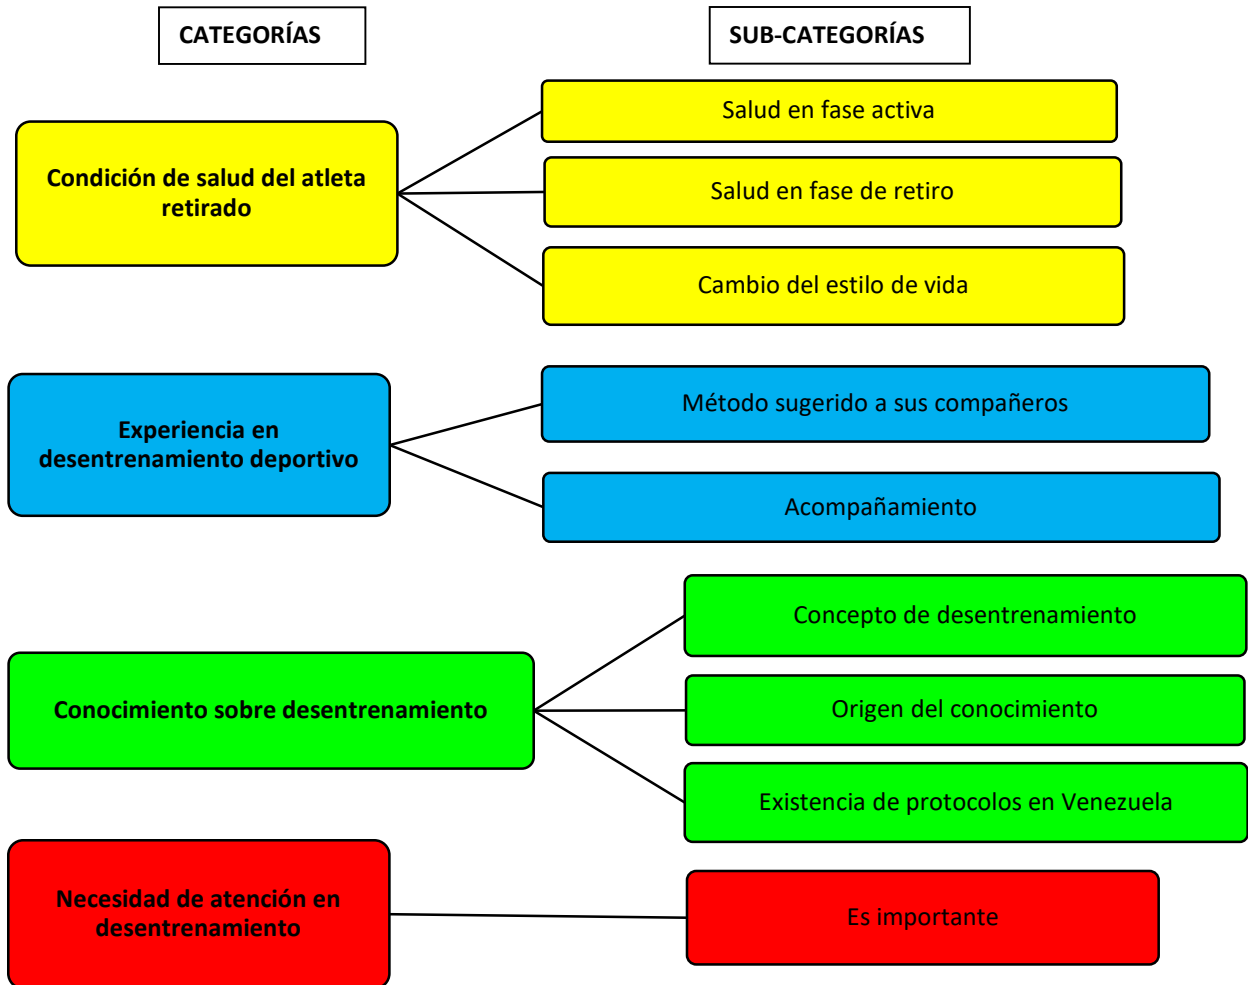 CATEGORÍAS
SUB-CATEGORÍAS
Condición de salud del atleta
retirado
Salud en fase activa
Salud en fase de retiro
Cambio del estilo de vida
Experiencia en
desentrenamiento deportivo
Método sugerido a sus compañeros
Acompañamiento
Conocimiento sobre desentrenamiento
Concepto de desentrenamiento
Origen del conocimiento
Existencia de protocolos en Venezuela
Necesidad de atención en
desentrenamiento
Es importante